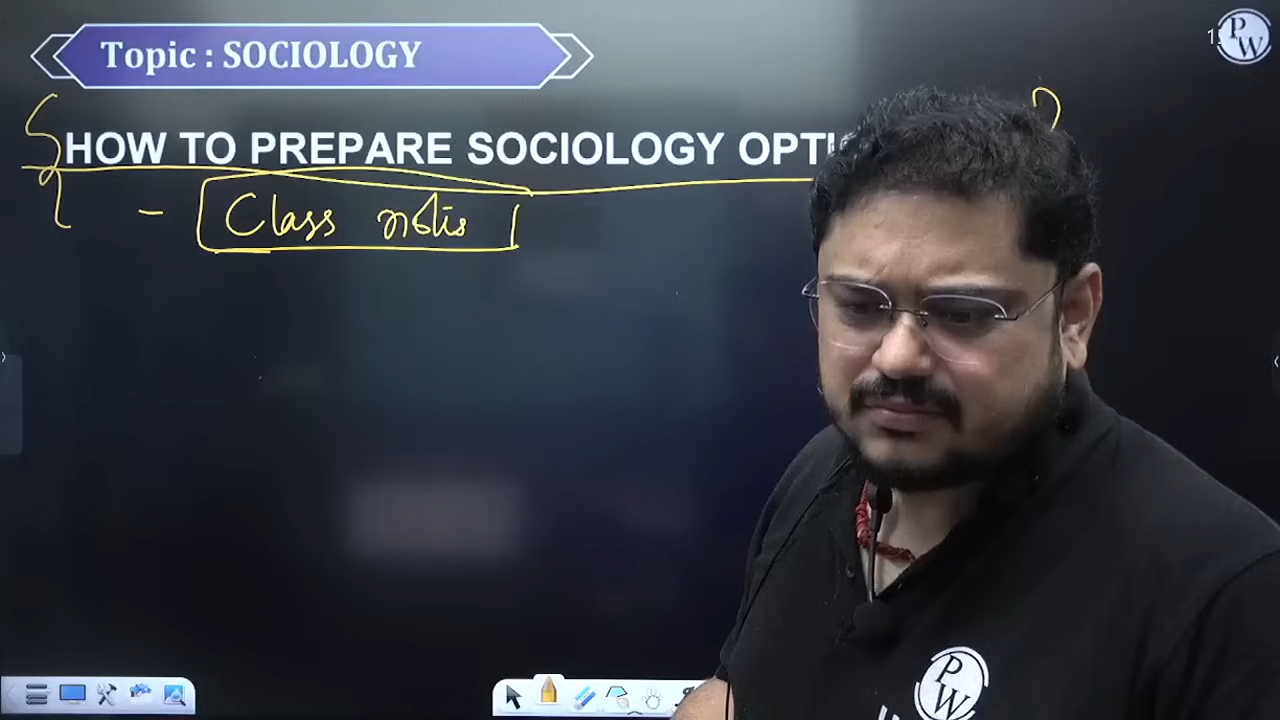 Topic : SOCIOLOGY
PW
HOW TO PREPARE SOCIOLOGY OPTI
- Class notes
PW